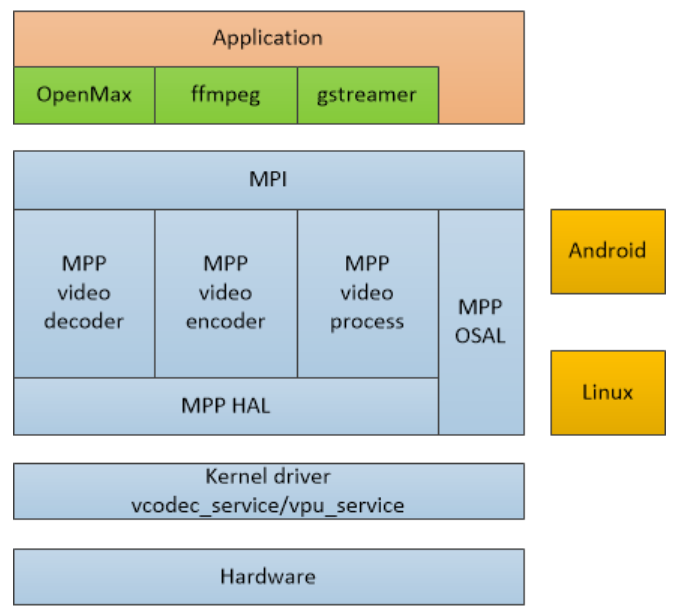 Application
OpenMax
ffmpeg
gstreamer
MPI
MPP
video
decoder
MPP
video
encoder
MPP
video
process
MPP
OSAL
MPP HAL
Android
Linux
Kernel driver
vcodec_service/vpu_service
Hardware